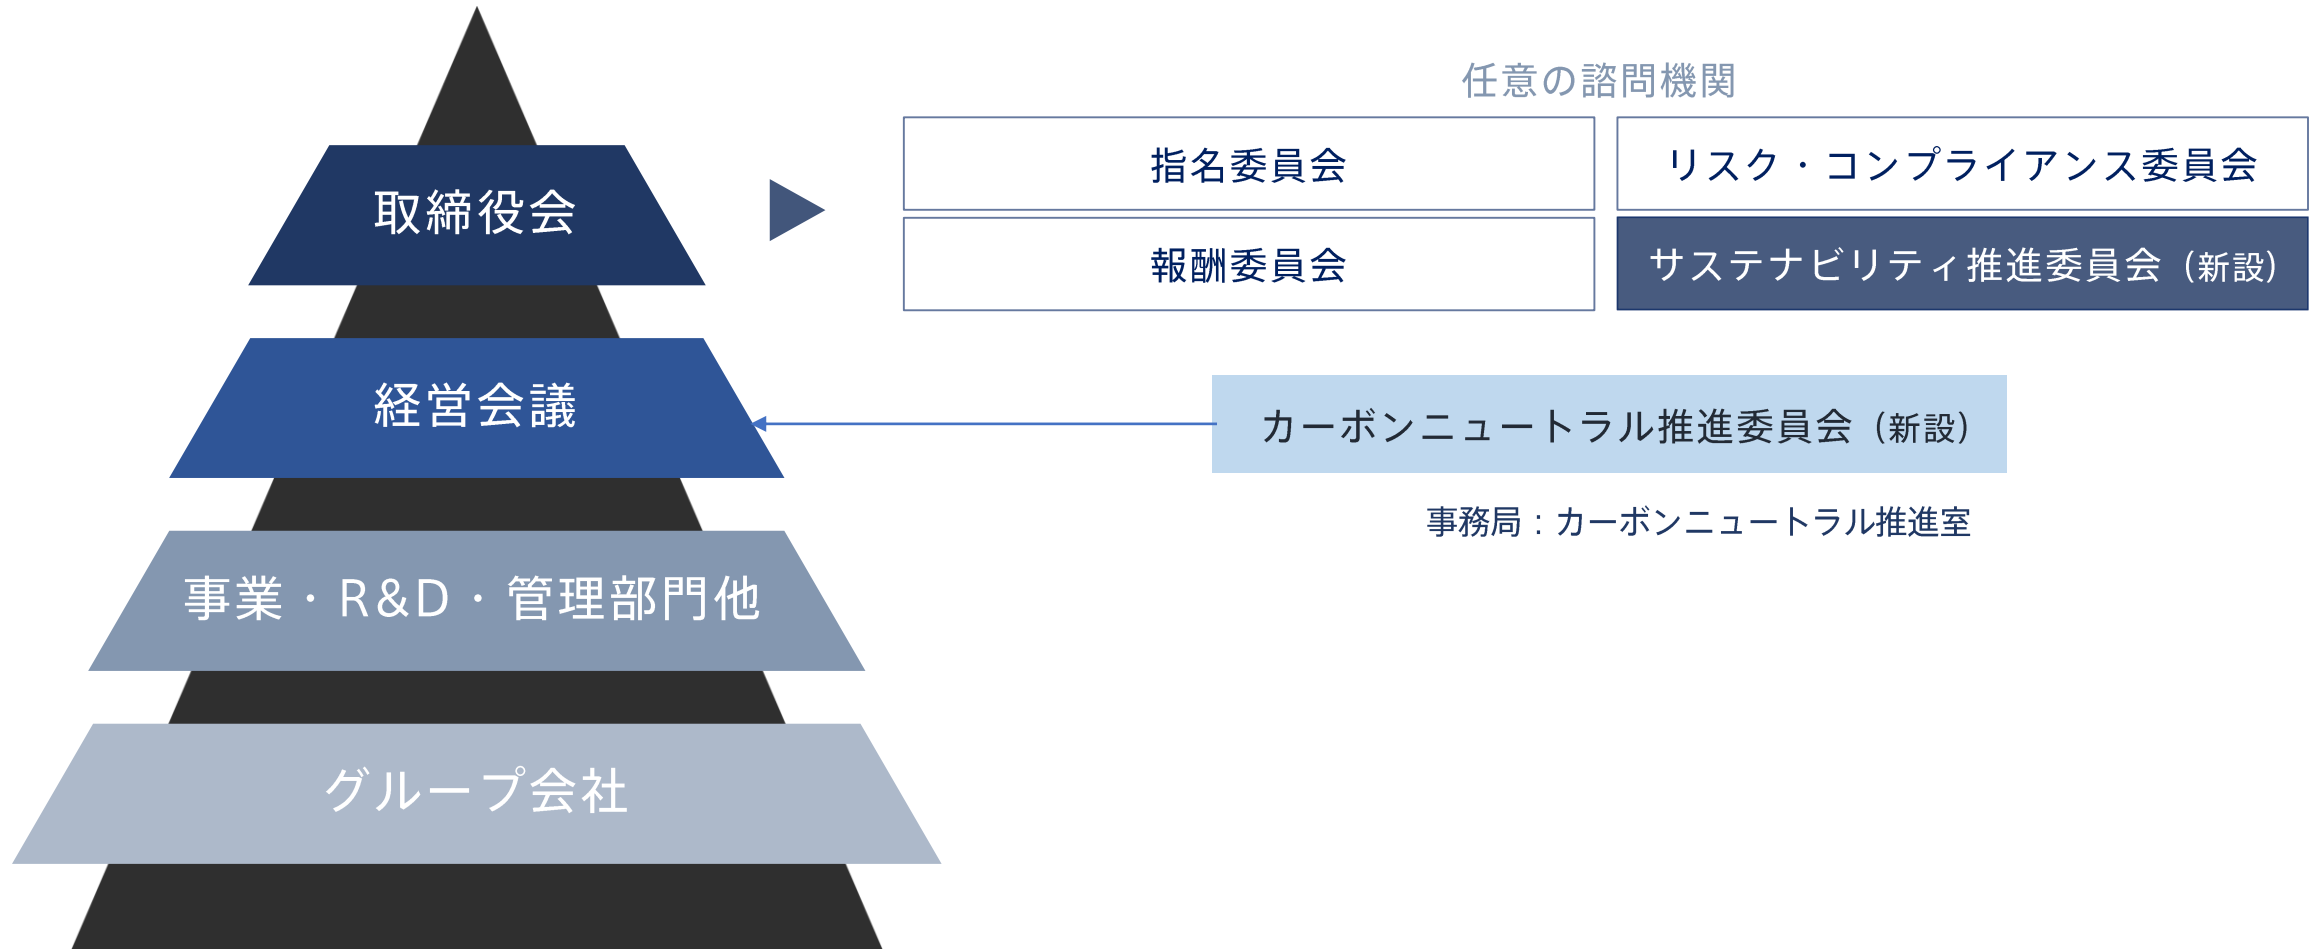 取締役会
任意の諮問機関
指名委員会
リスク・コンプライアンス委員会
報酬委員会
サステナビリティ推進委員会（新設）
経営会議
カーボンニュートラル推進委員会（新設）
事務局：カーボンニュートラル推進室
事業・R&D・管理部門他
グループ会社